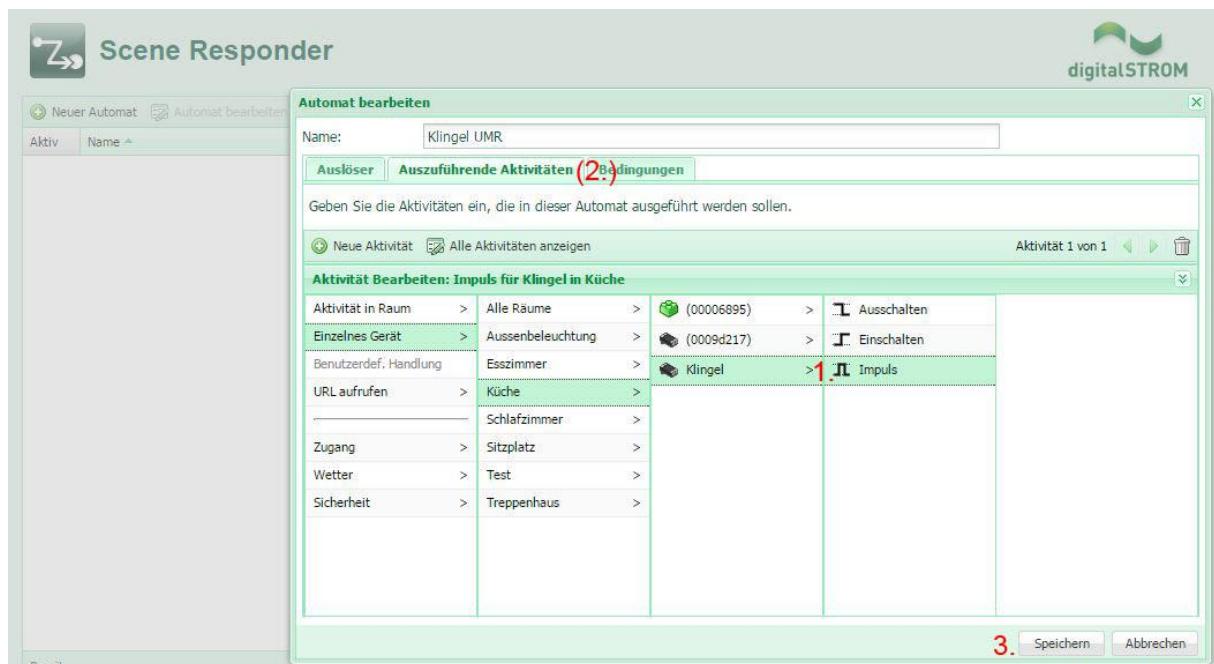 Scene Responder
digitalSTROM
Neuer Automat Automat bearbeiten
Aktiv Name
Automat bearbeiten
Name: Klingel UMR
Auslöser Auszuführende Aktivitäten (2.) Bedingungen
Geben Sie die Aktivitäten ein, die in dieser Automat ausgeführt werden sollen.
Neue Aktivität Alle Aktivitäten anzeigen Aktivität 1 von 1
Aktivität Bearbeiten: Impuls für Klingel in Küche
Aktivität in Raum > Alle Räume > (00006895) > Ausschalten
Einzelnes Gerät > Aussenbeleuchtung > (0009d217) > Einschalten
Benutzerdef. Handlung Esszimmer > Klingel > 1. Impuls
URL aufrufen > Küche >
Schlafzimmer >
Zugang > Sitzplatz >
Wetter > Test >
Sicherheit > Treppenhaus >
3. Speichern Abbrechen